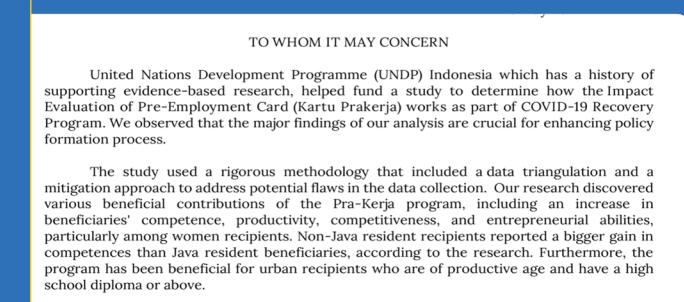 TO WHOM IT MAY CONCERN
United Nations Development Programme (UNDP) Indonesia which has a history of
supporting evidence-based research, helped fund a study to determine how the Impact
Evaluation of Pre-Employment Card (Kartu Prakerja) works as part of COVID-19 Recovery
Program. We observed that the major findings of our analysis are crucial for enhancing policy
formation process.
The study used a rigorous methodology that included a data triangulation and a
mitigation approach to address potential flaws in the data collection. Our research discovered
various beneficial contributions of the Pra-Kerja program, including an increase in
beneficiaries' competence, productivity, competitiveness, and entrepreneurial abilities,
particularly among women recipients. Non-Java resident recipients reported a bigger gain in
competences than Java resident beneficiaries, according to the research. Furthermore, the
program has been beneficial for urban recipients who are of productive age and have a high
school diploma or above.